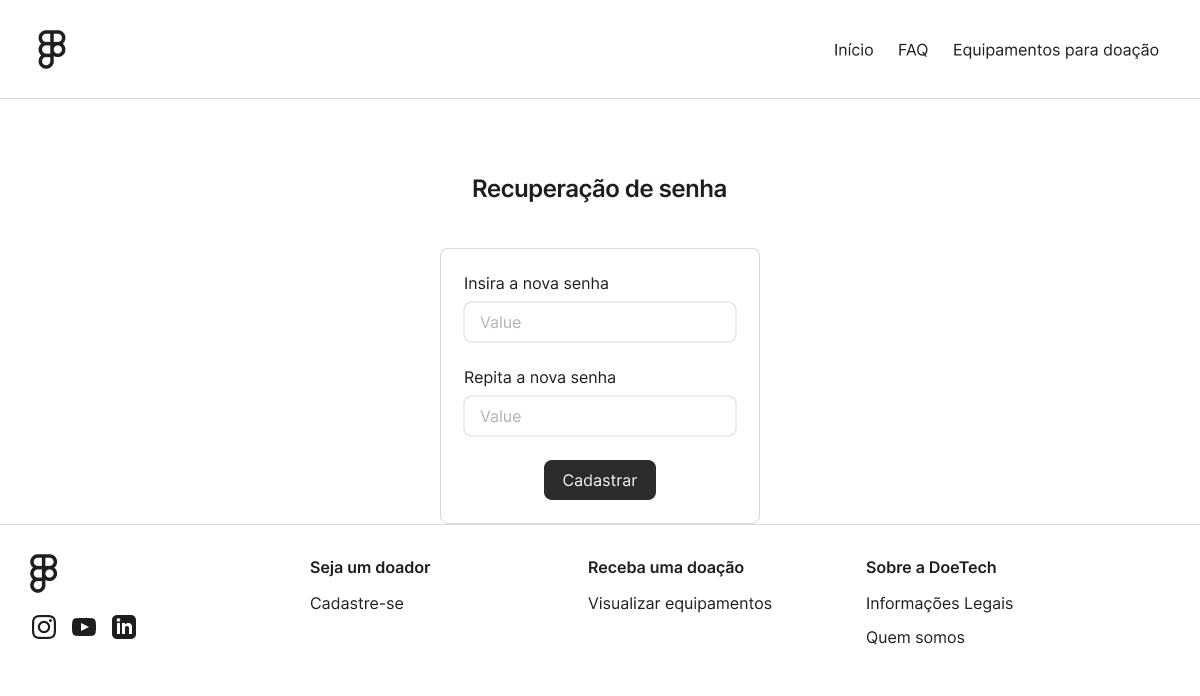 Início FAQ Equipamentos para doação
Recuperação de senha
Insira a nova senha
Value
Repita a nova senha
Value
Cadastrar
Seja um doador
Cadastre-se
Receba uma doação
Visualizar equipamentos
Sobre a DoeTech
Informações Legais
Quem somos